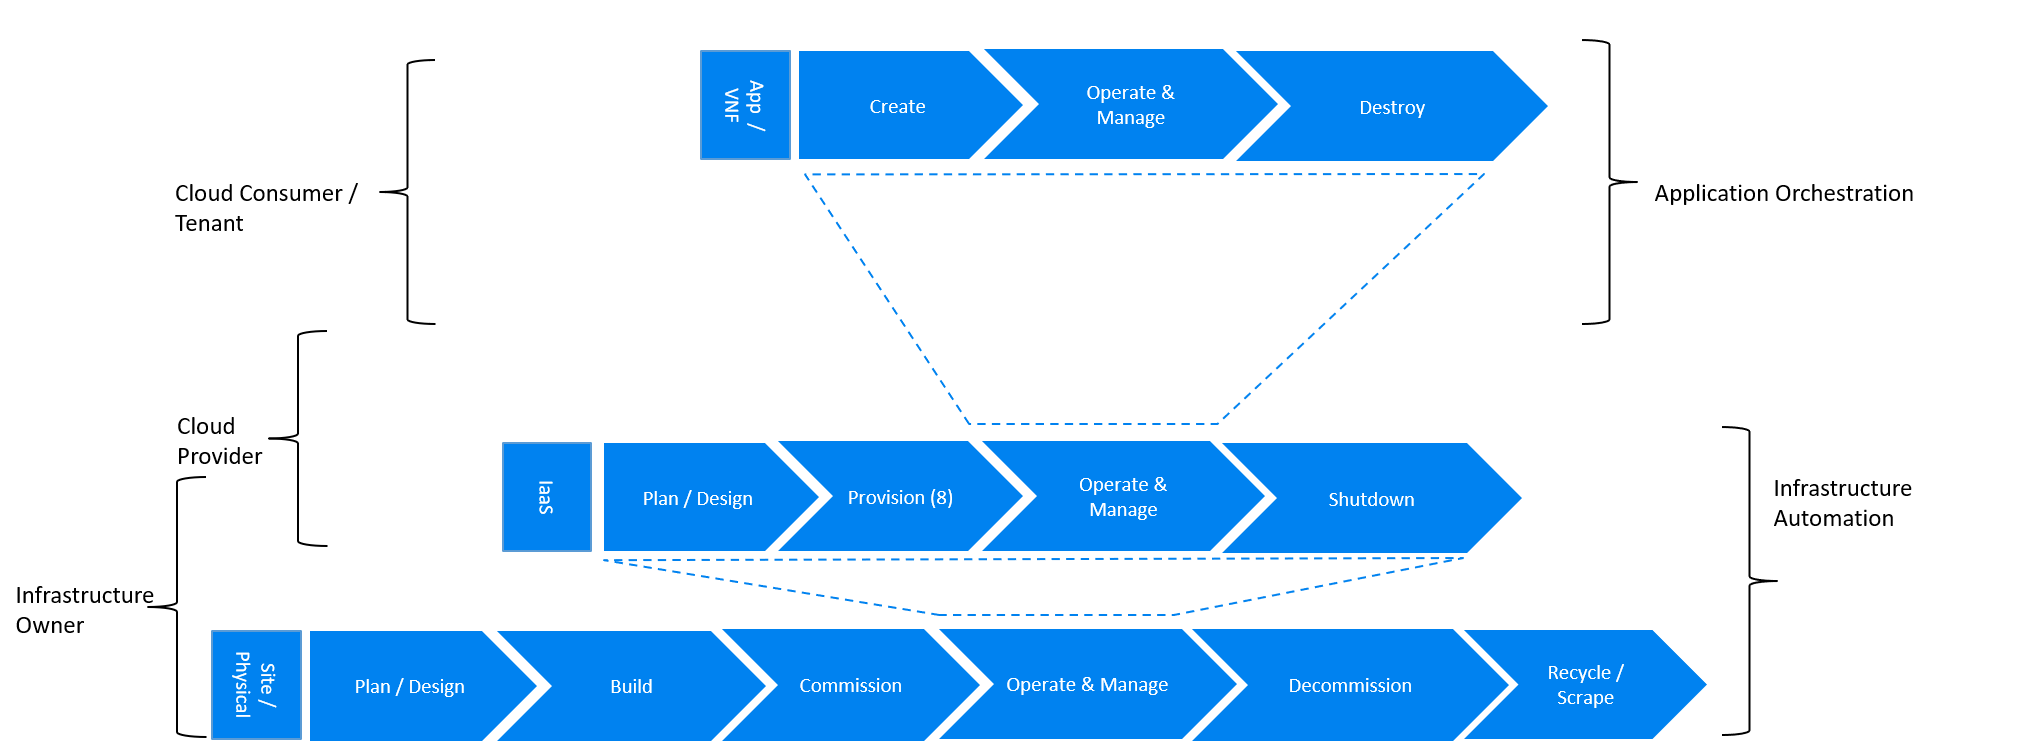 App /
VNF
Create
Operate &
Manage
Destroy
Cloud Consumer /
Tenant
Application Orchestration
Cloud
Provider
IaaS
Plan / Design
Provision (8)
Operate &
Manage
Shutdown
Infrastructure
Automation
Infrastructure
Owner
Site /
Physical
Plan / Design
Build
Commission
Operate & Manage
Decommission
Recycle /
Scrape